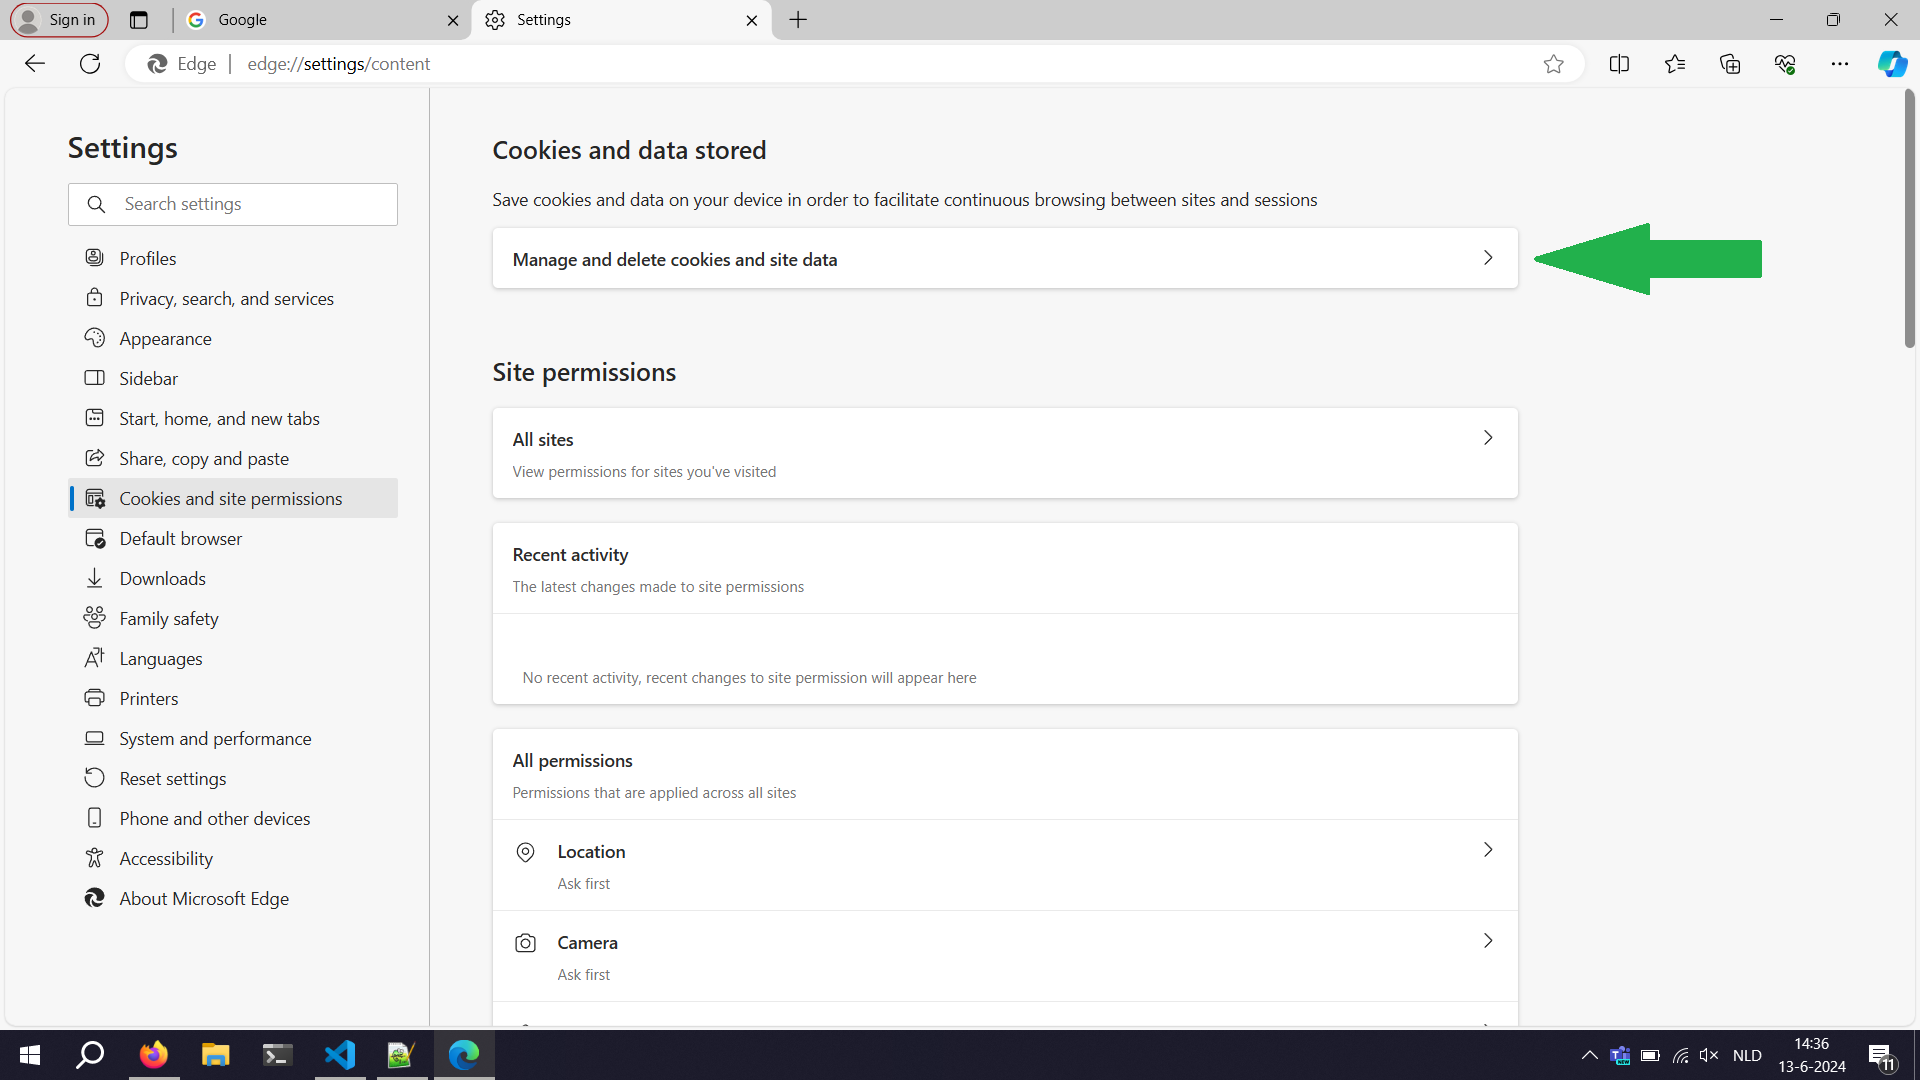 Sign in
Google
Settings
Edge
edge://settings/content
Settings
Search settings
Profiles
Privacy, search, and services
Appearance
Sidebar
Start, home, and new tabs
Share, copy and paste
Cookies and site permissions
Default browser
Downloads
Family safety
Languages
Printers
System and performance
Reset settings
Phone and other devices
Accessibility
About Microsoft Edge
Cookies and data stored
Save cookies and data on your device in order to facilitate continuous browsing between sites and sessions
Manage and delete cookies and site data
Site permissions
All sites
View permissions for sites you've visited
Recent activity
The latest changes made to site permissions
No recent activity, recent changes to site permission will appear here
All permissions
Permissions that are applied across all sites
Location
Ask first
Camera
Ask first
NLD
14:36
13-6-2024
11